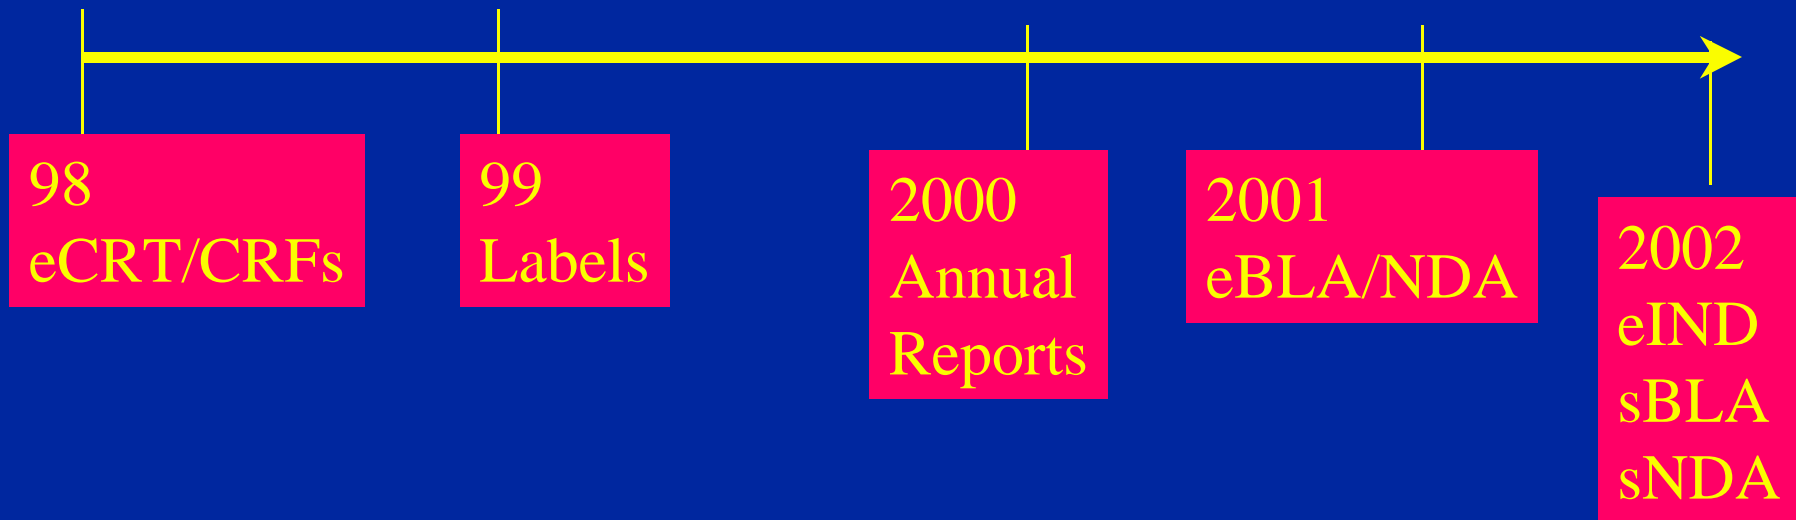 98
eCRT/CRFs
99
Labels
2000
Annual
Reports
2001
eBLA/NDA
2002
eIND
sBLA
sNDA